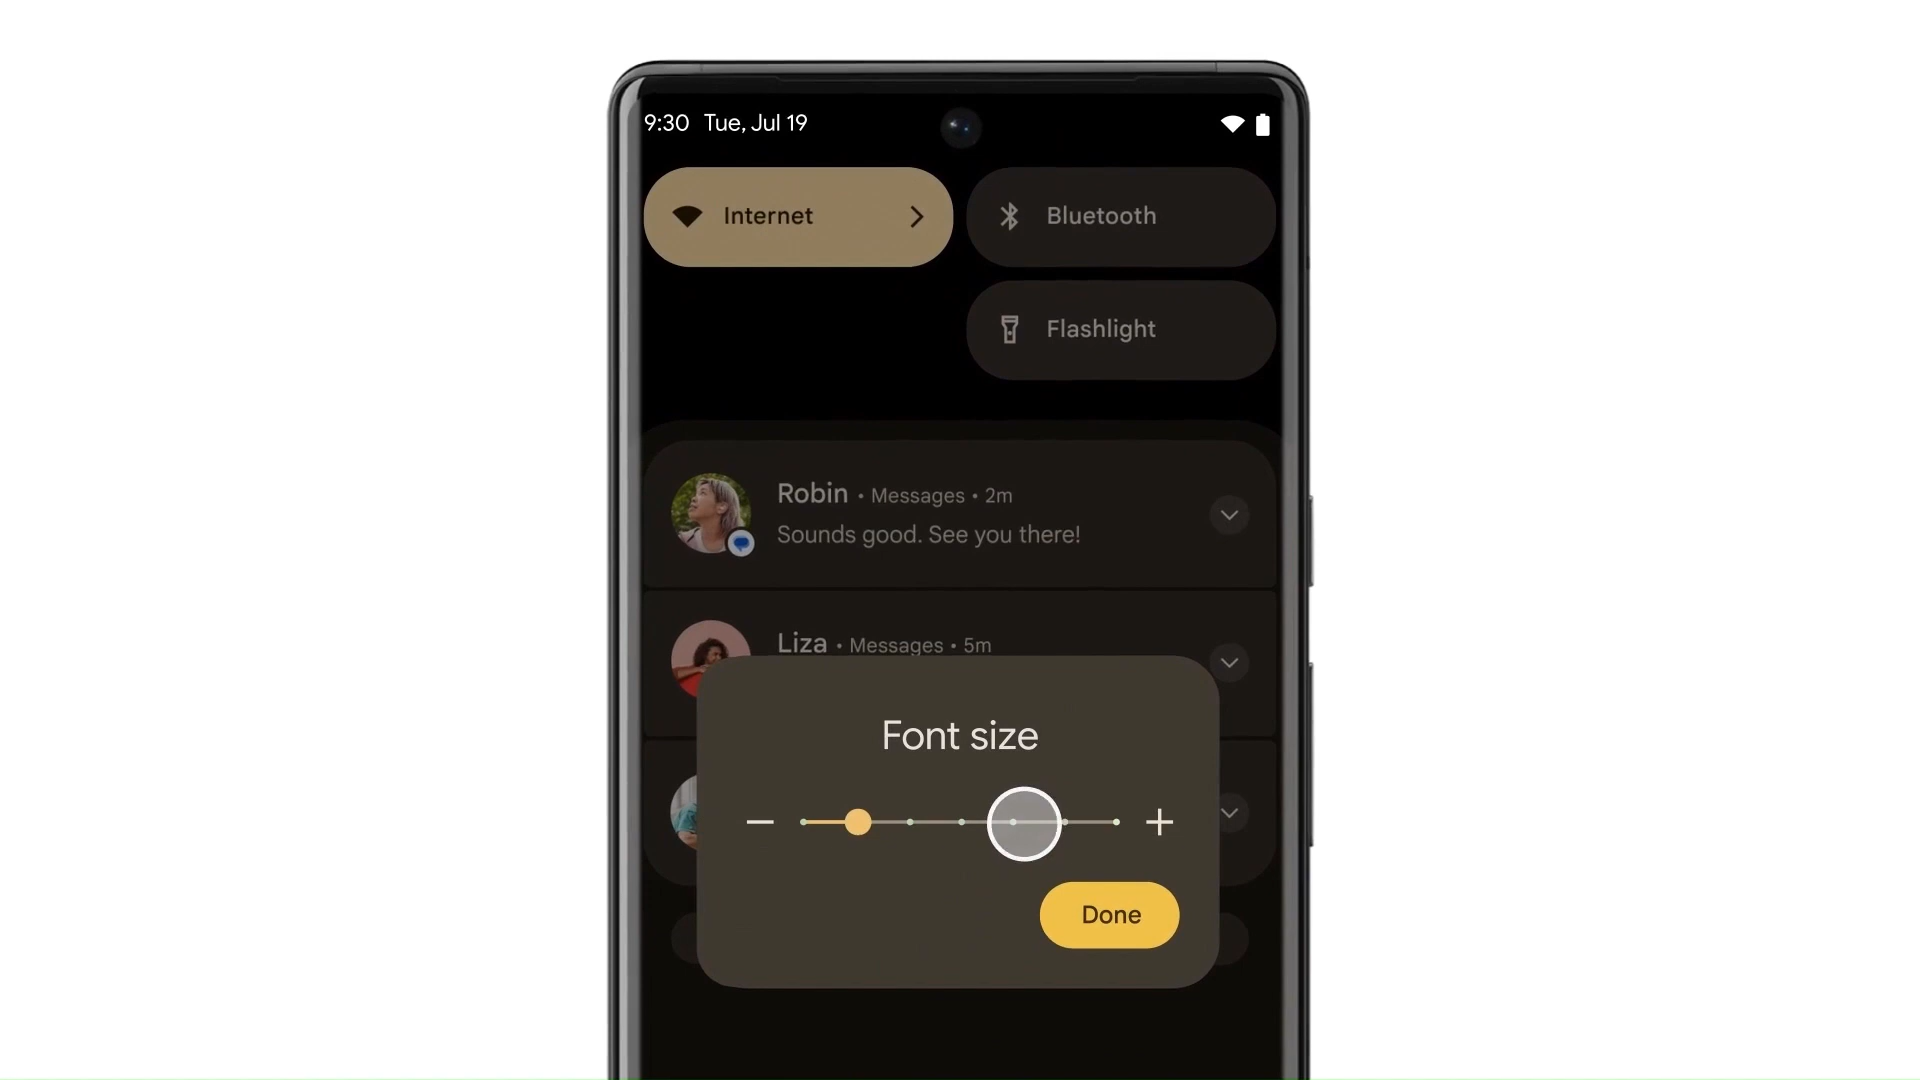 9:30 Tue, Jul 19
Internet
Bluetooth
Flashlight
Robin • Messages • 2m
Sounds good. See you there!
Liza • Messages • 5m
Font size
Done